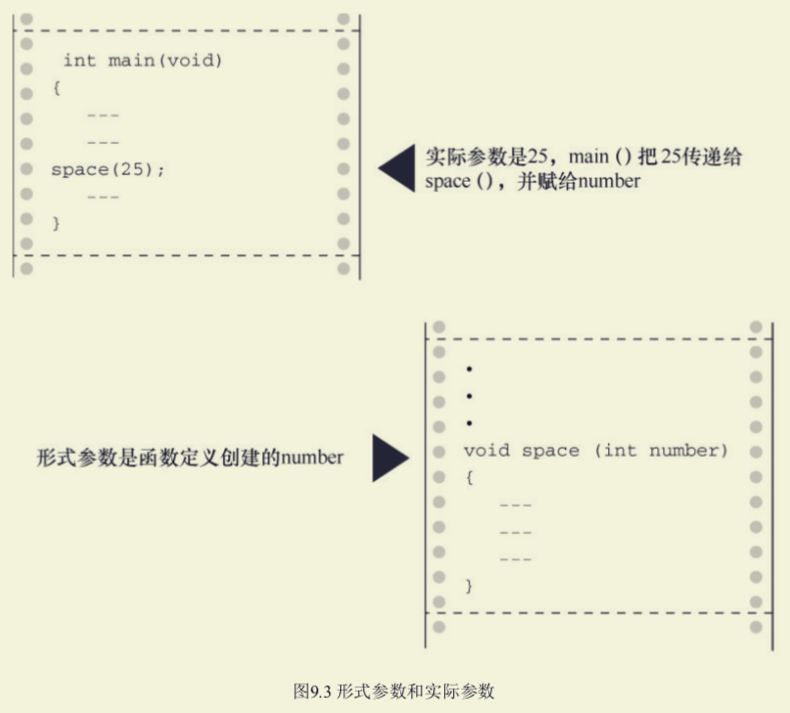 int main(void)
{
---
---
space(25);
---
}
实际参数是25，main（）把 25传递给
space（），并赋给number
•
•
•
void space (int number)
{
---
---
---
}
形式参数是函数定义创建的number
图9.3 形式参数和实际参数